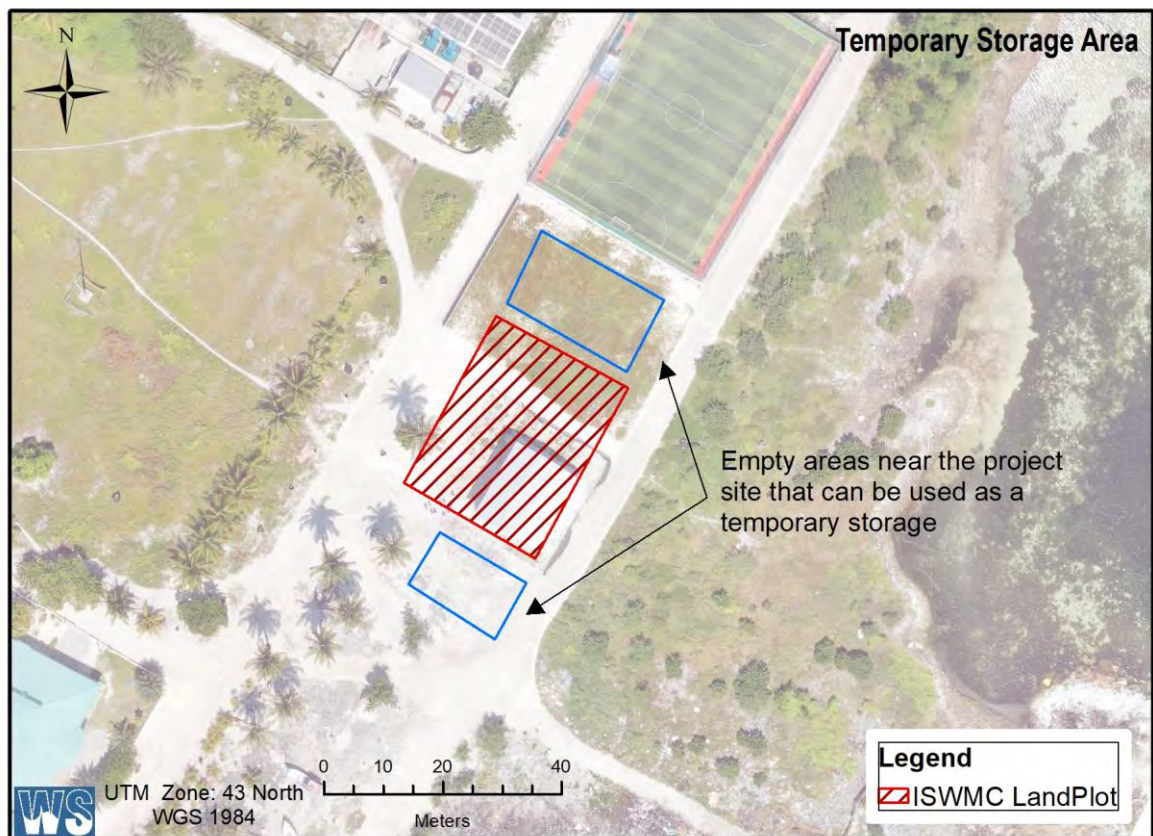 Temporary Storage Area
N
Empty areas near the project
site that can be used as a
temporary storage
0 10 20 40
Meters
UTM Zone: 43 North
WGS 1984
WS
Legend
ISWMC LandPlot